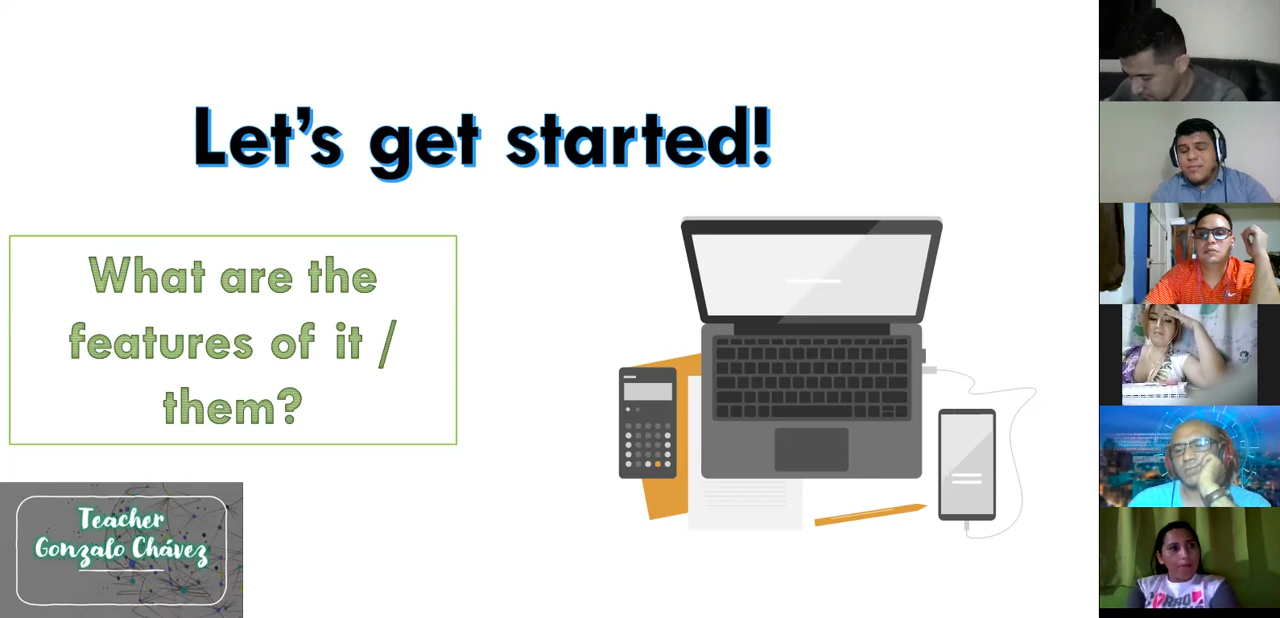 Let's get started!
What are the
features of it /
them?
Teacher
Gonzalo Chávez